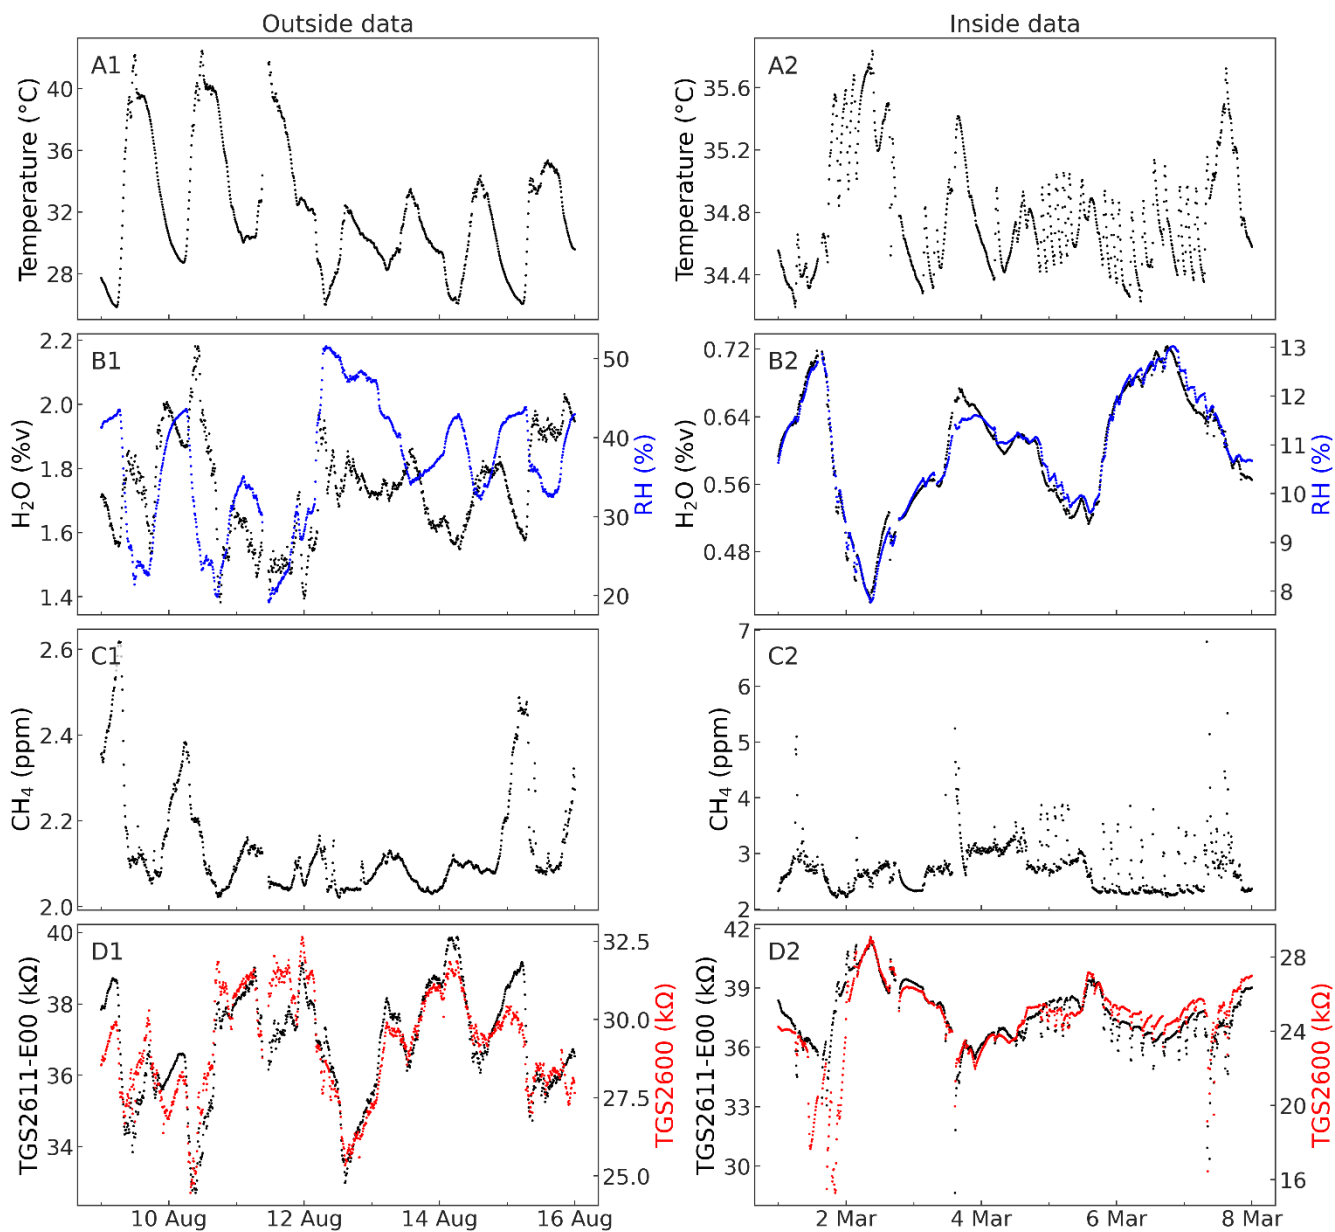 Outside data
Inside data
A1
Temperature (°C)
40
36
32
28
A2
Temperature (°C)
35.6
35.2
34.8
34.4
B1
H₂O (%v)
2.2
2.0
1.8
1.6
1.4
50
40
30
20
RH (%)
B2
H₂O (%v)
0.72
0.64
0.56
0.48
13
12
11
10
9
8
RH (%)
C1
CH₄ (ppm)
2.6
2.4
2.2
2.0
C2
CH₄ (ppm)
7
6
5
4
3
2
D1
TGS2611-E00 (kΩ)
40
38
36
34
32.5
30.0
27.5
25.0
TGS2600 (kΩ)
10 Aug 12 Aug 14 Aug 16 Aug
D2
TGS2611-E00 (kΩ)
42
39
36
33
30
28
24
20
16
TGS2600 (kΩ)
2 Mar 4 Mar 6 Mar 8 Mar